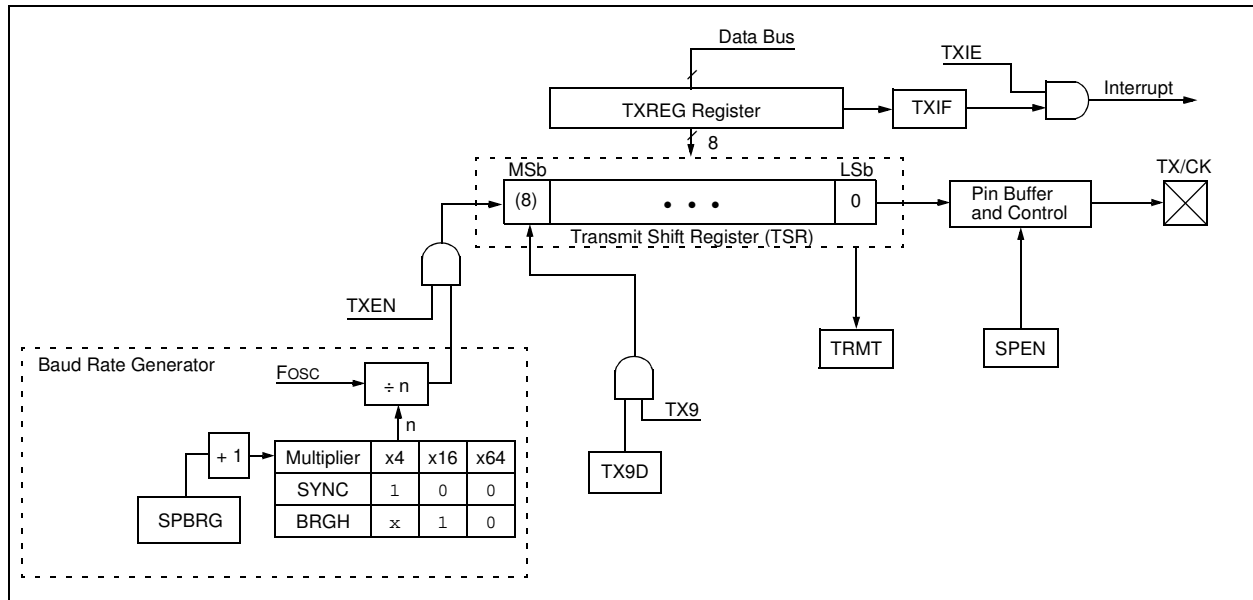 Data Bus
TXIE
Interrupt
TXREG Register
TXIF
8
MSb
LSb
TX/CK
(8)
• • •
0
Pin Buffer
and Control
Transmit Shift Register (TSR)
TXEN
TRMT
SPEN
Baud Rate Generator
FOSC
÷ n
n
TX9
+ 1
Multiplier x4 x16 x64
SYNC 1 0 0
BRGH x 1 0
TX9D
SPBRG